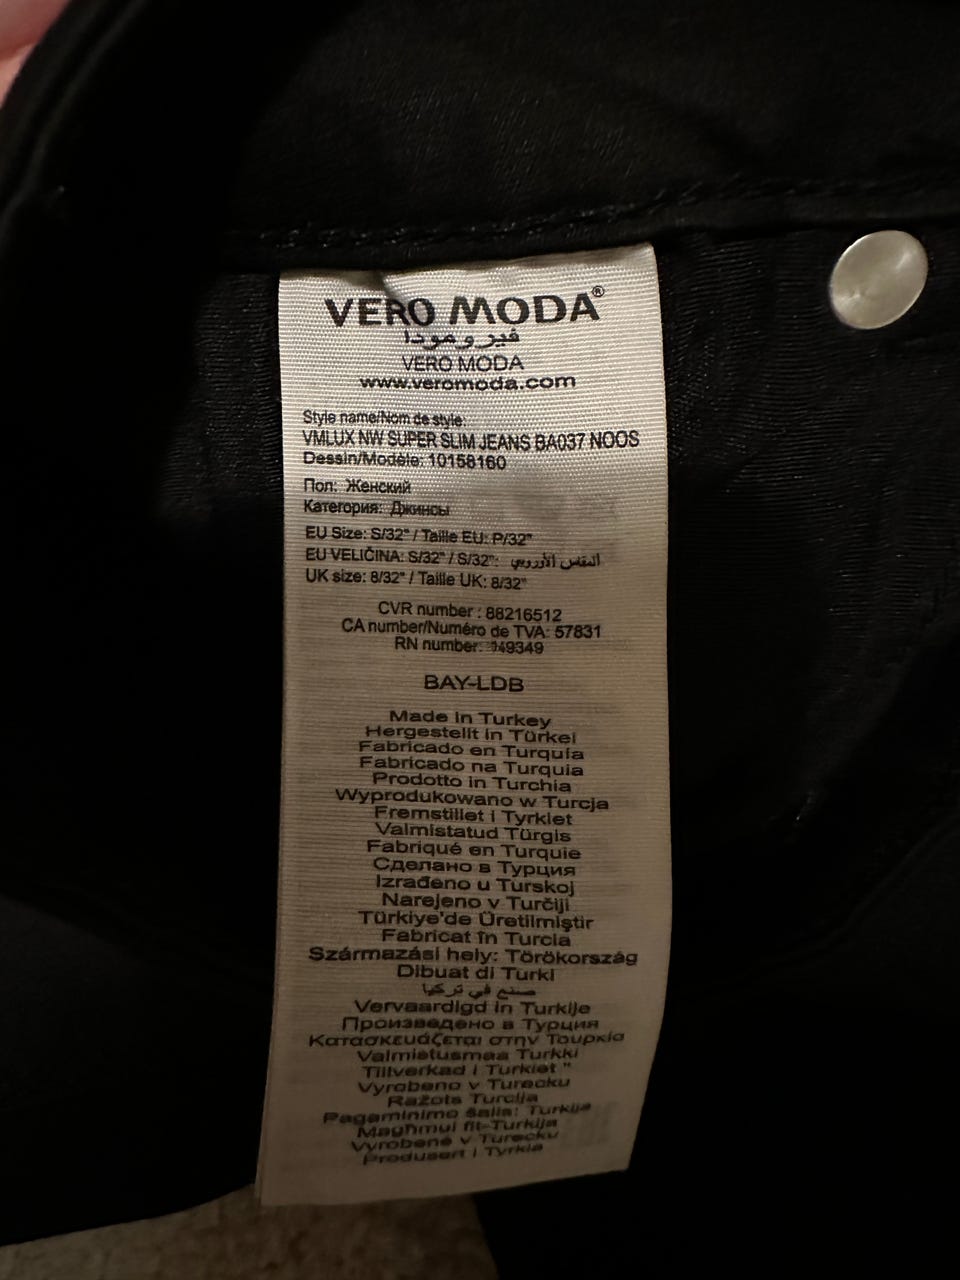 VERO MODA®
فيرومودا
VERO MODA
www.veromoda.com
Style name/Nom de style:
VMLUX NW SUPER SLIM JEANS BA037 NOOS
Dessin/Modèle: 10158160
Пол: Женский
Категория: Джинсы
EU Size: S/32" / Taille EU: P/32"
EU VELIČINA: S/32" / S/32": المقاس الأوروبي
UK size: 8/32" / Taille UK: 8/32"
CVR number : 88216512
CA number/Numéro de TVA: 57831
RN number: 149349
BAY-LDB
Made in Turkey
Hergestellt in Türkei
Fabricado en Turquía
Fabricado na Turquia
Prodotto in Turchia
Wyprodukowano w Turcja
Fremstillet i Tyrkiet
Valmistatud Türgis
Fabriqué en Turquie
Сделано в Турция
Izrađeno u Turskoj
Narejeno v Turčiji
Türkiye'de Üretilmiştir
Fabricat în Turcia
Származási hely: Törökország
Dibuat di Turki
صنع في تركيا
Vervaardigd in Turkije
Произведено в Турция
Κατασκευάζεται στην Τουρκία
Valmistusmaa Turkki
Tillverkad i Turkiet "
Vyrobeno v Turecku
Ražots Turcija
Pagaminimo šalis: Turkija
Magħmul fit-Turkija
Vyrobené v Turecku
Produsert i Tyrkia